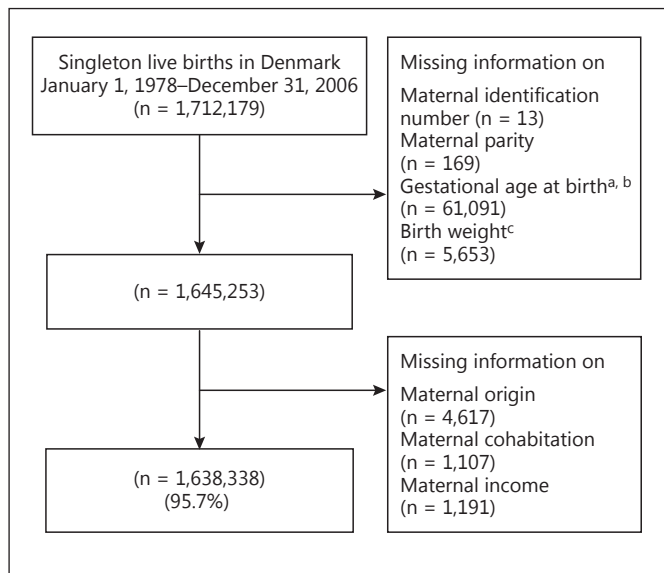 Singleton live births in Denmark
January 1, 1978–December 31, 2006
(n = 1,712,179)
Missing information on
Maternal identification
number (n = 13)
Maternal parity
(n = 169)
Gestational age at birthᵃ, ᵇ
(n = 61,091)
Birth weightᶜ
(n = 5,653)
(n = 1,645,253)
Missing information on
Maternal origin
(n = 4,617)
Maternal cohabitation
(n = 1,107)
Maternal income
(n = 1,191)
(n = 1,638,338)
(95.7%)